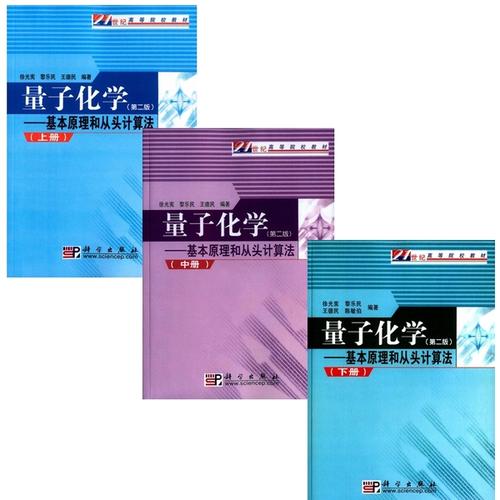 21世纪高等院校教材
徐光宪 黎乐民 王德民 编著
量子化学(第二版)
——基本原理和从头计算法
(上册)
科学出版社
www.sciencep.com
21世纪高等院校教材
徐光宪 黎乐民 王德民 编著
量子化学(第二版)
——基本原理和从头计算法
(中册)
科学出版社
www.sciencep.com
21世纪高等院校教材
徐光宪 黎乐民
王德民 陈敏伯 编著
量子化学(第二版)
——基本原理和从头计算法
(下册)
科学出版社
www.sciencep.com